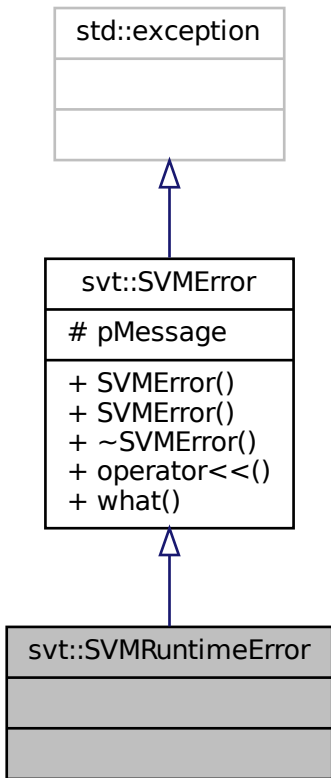 std::exception
svt::SVMError
# pMessage
+ SVMError()
+ SVMError()
+ ~SVMError()
+ operator<<()
+ what()
svt::SVMRuntimeError